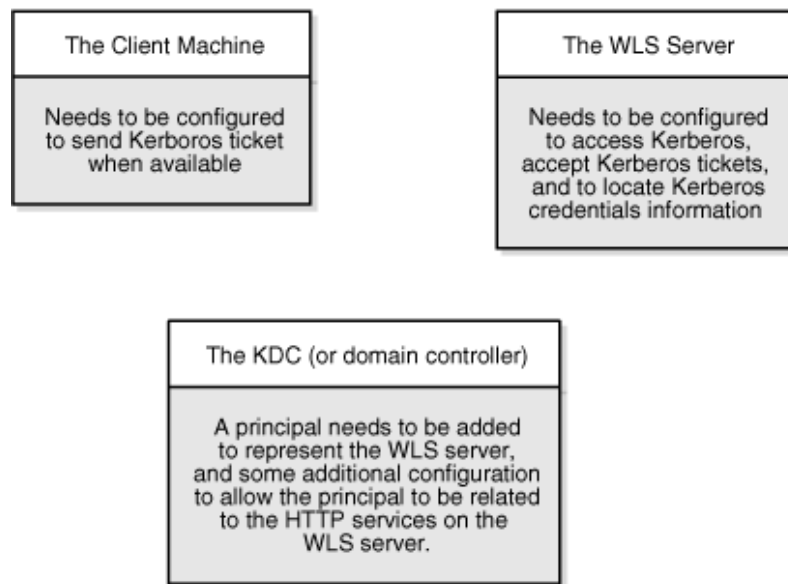 The Client Machine
Needs to be configured
to send Kerboros ticket
when available
The WLS Server
Needs to be configured
to access Kerberos,
accept Kerberos tickets,
and to locate Kerberos
credentials information
The KDC (or domain controller)
A principal needs to be added
to represent the WLS server,
and some additional configuration
to allow the principal to be related
to the HTTP services on the
WLS server.